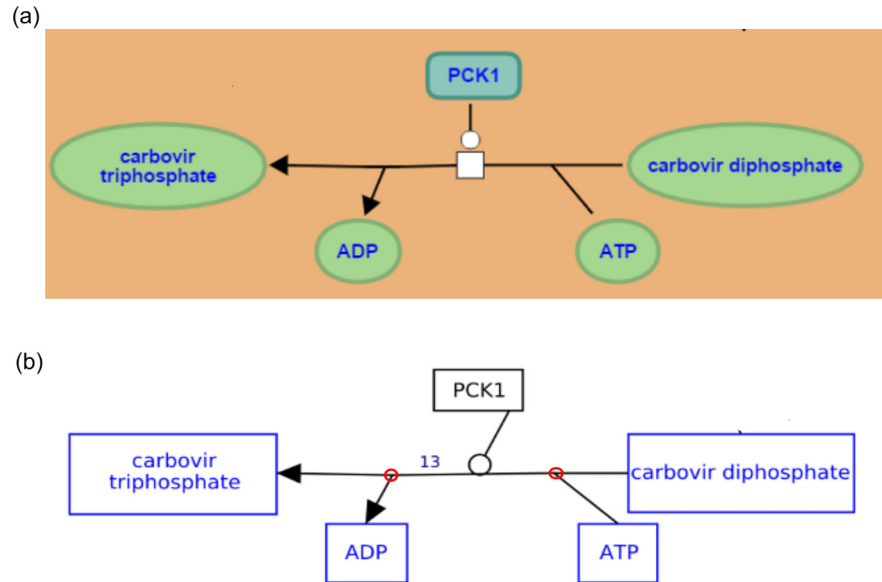 (a)
PCK1
carbovir
triphosphate
carbovir diphosphate
ADP
ATP
(b)
PCK1
carbovir
triphosphate
13
carbovir diphosphate
ADP
ATP